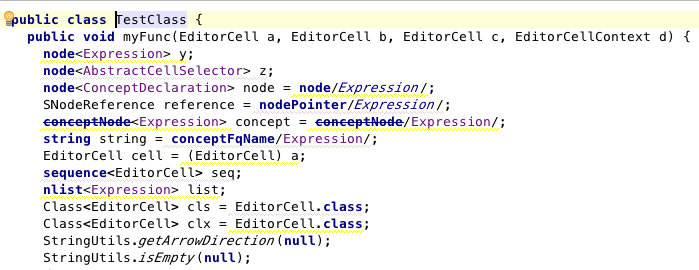 public class TestClass {
public void myFunc(EditorCell a, EditorCell b, EditorCell c, EditorCellContext d) {
node<Expression> y;
node<AbstractCellSelector> z;
node<ConceptDeclaration> node = node/Expression/;
SNodeReference reference = nodePointer/Expression/;
conceptNode<Expression> concept = conceptNode/Expression/;
string string = conceptFqName/Expression/;
EditorCell cell = (EditorCell) a;
sequence<EditorCell> seq;
nlist<Expression> list;
Class<EditorCell> cls = EditorCell.class;
Class<EditorCell> clx = EditorCell.class;
StringUtils.getArrowDirection(null);
StringUtils.isEmpty(null);